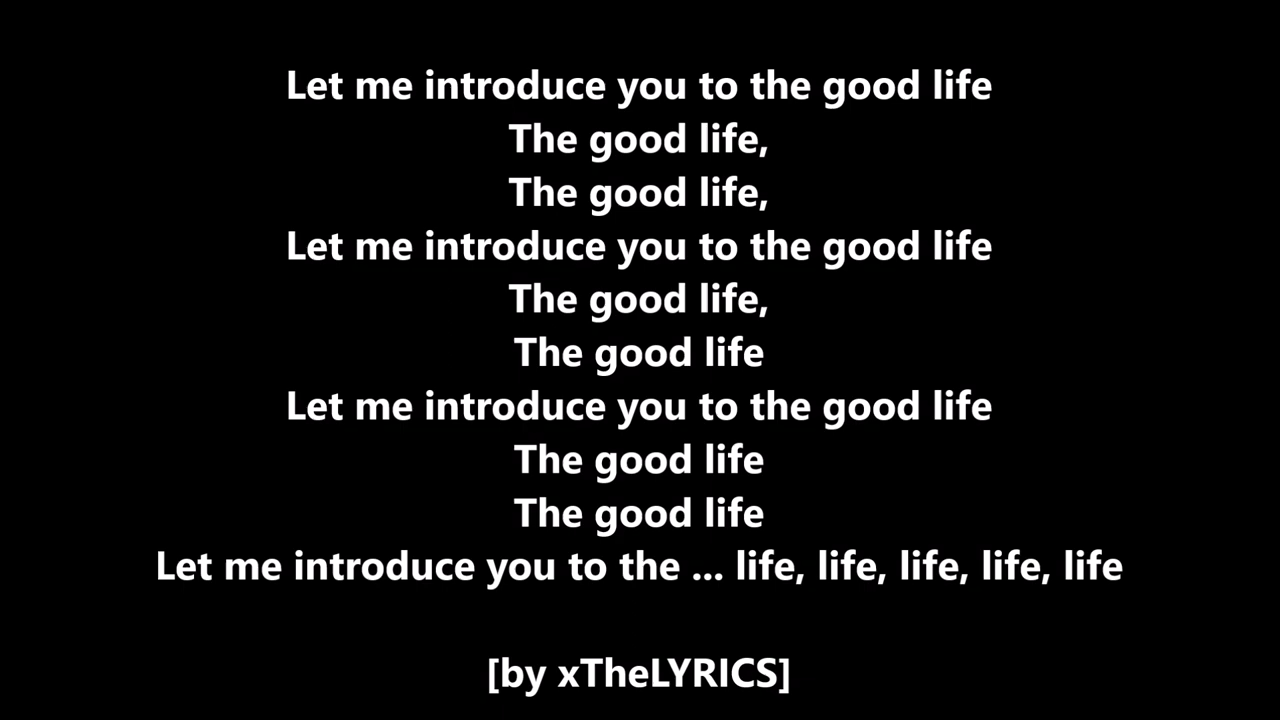 Let me introduce you to the good life
The good life,
The good life,
Let me introduce you to the good life
The good life,
The good life
Let me introduce you to the good life
The good life
The good life
Let me introduce you to the ... life, life, life, life, life
[by xTheLYRICS]